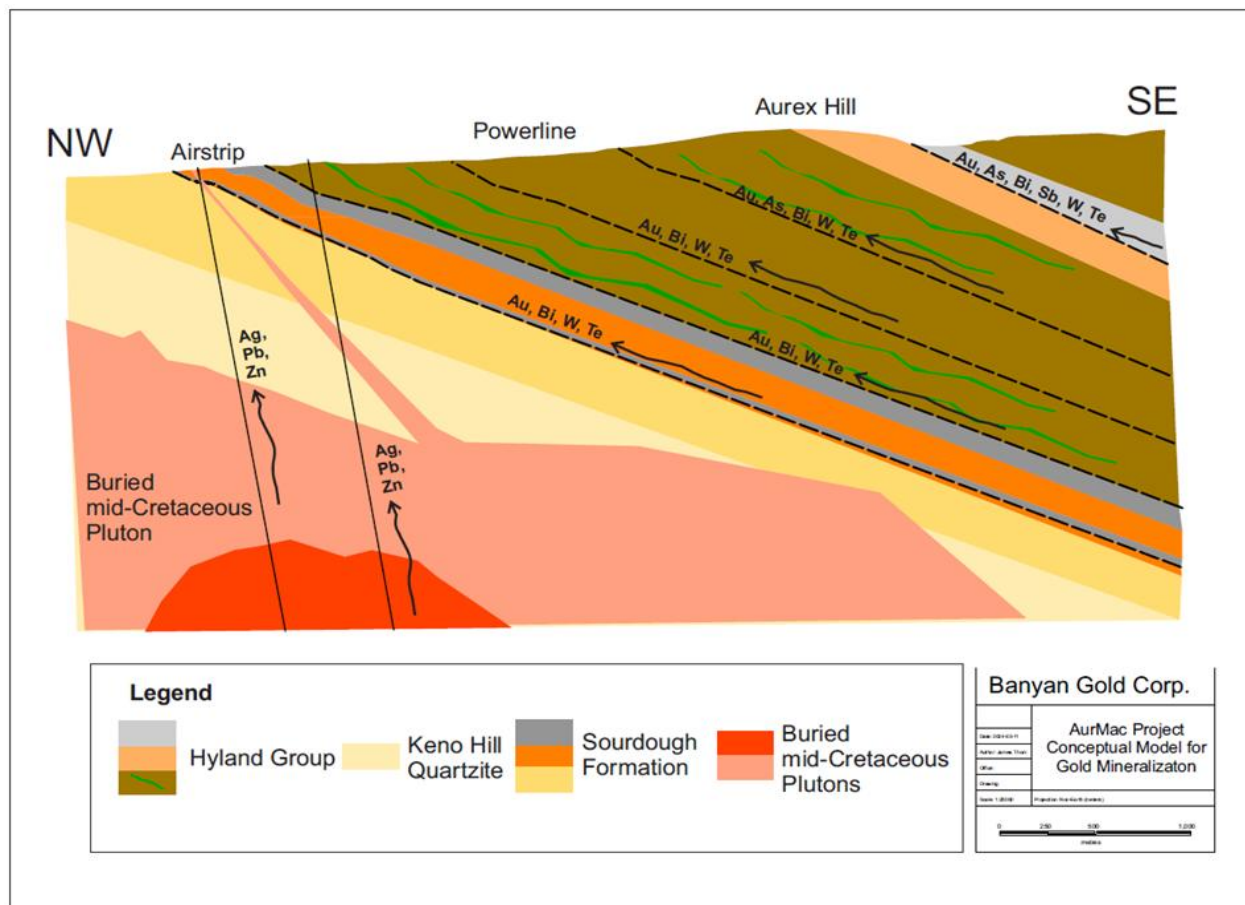 NW
SE
Airstrip
Powerline
Aurex Hill
Au, As, Bi, Sb, W, Te
Au, As, Bi, W, Te
Au, Bi, W, Te
Au, Bi, W, Te
Au, Bi, W, Te
Ag,
Pb,
Zn
Ag,
Pb,
Zn
Buried
mid-Cretaceous
Pluton
Legend
Hyland Group
Keno Hill
Quartzite
Sourdough
Formation
Buried
mid-Cretaceous
Plutons
Banyan Gold Corp.
AurMac Project
Conceptual Model for
Gold Mineralizaton
0 250 500 1,000
metres